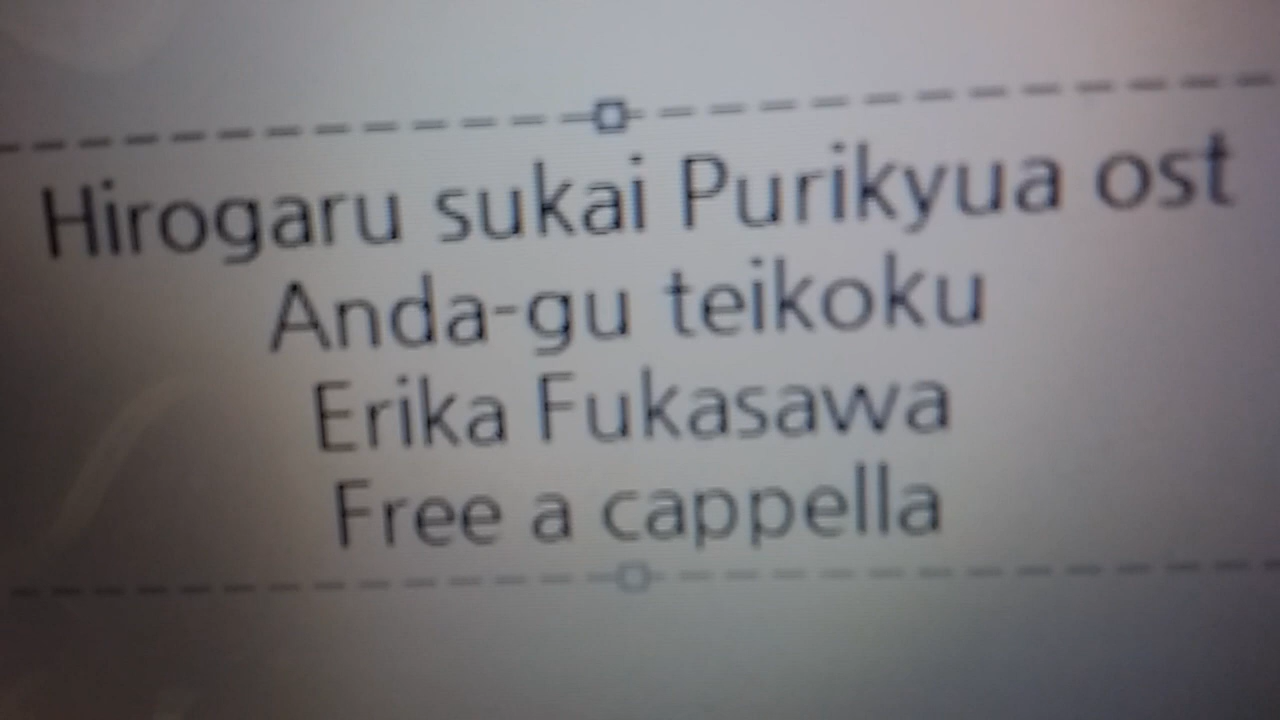 Hirogaru sukai Purikyua ost
Anda-gu teikoku
Erika Fukasawa
Free a cappella